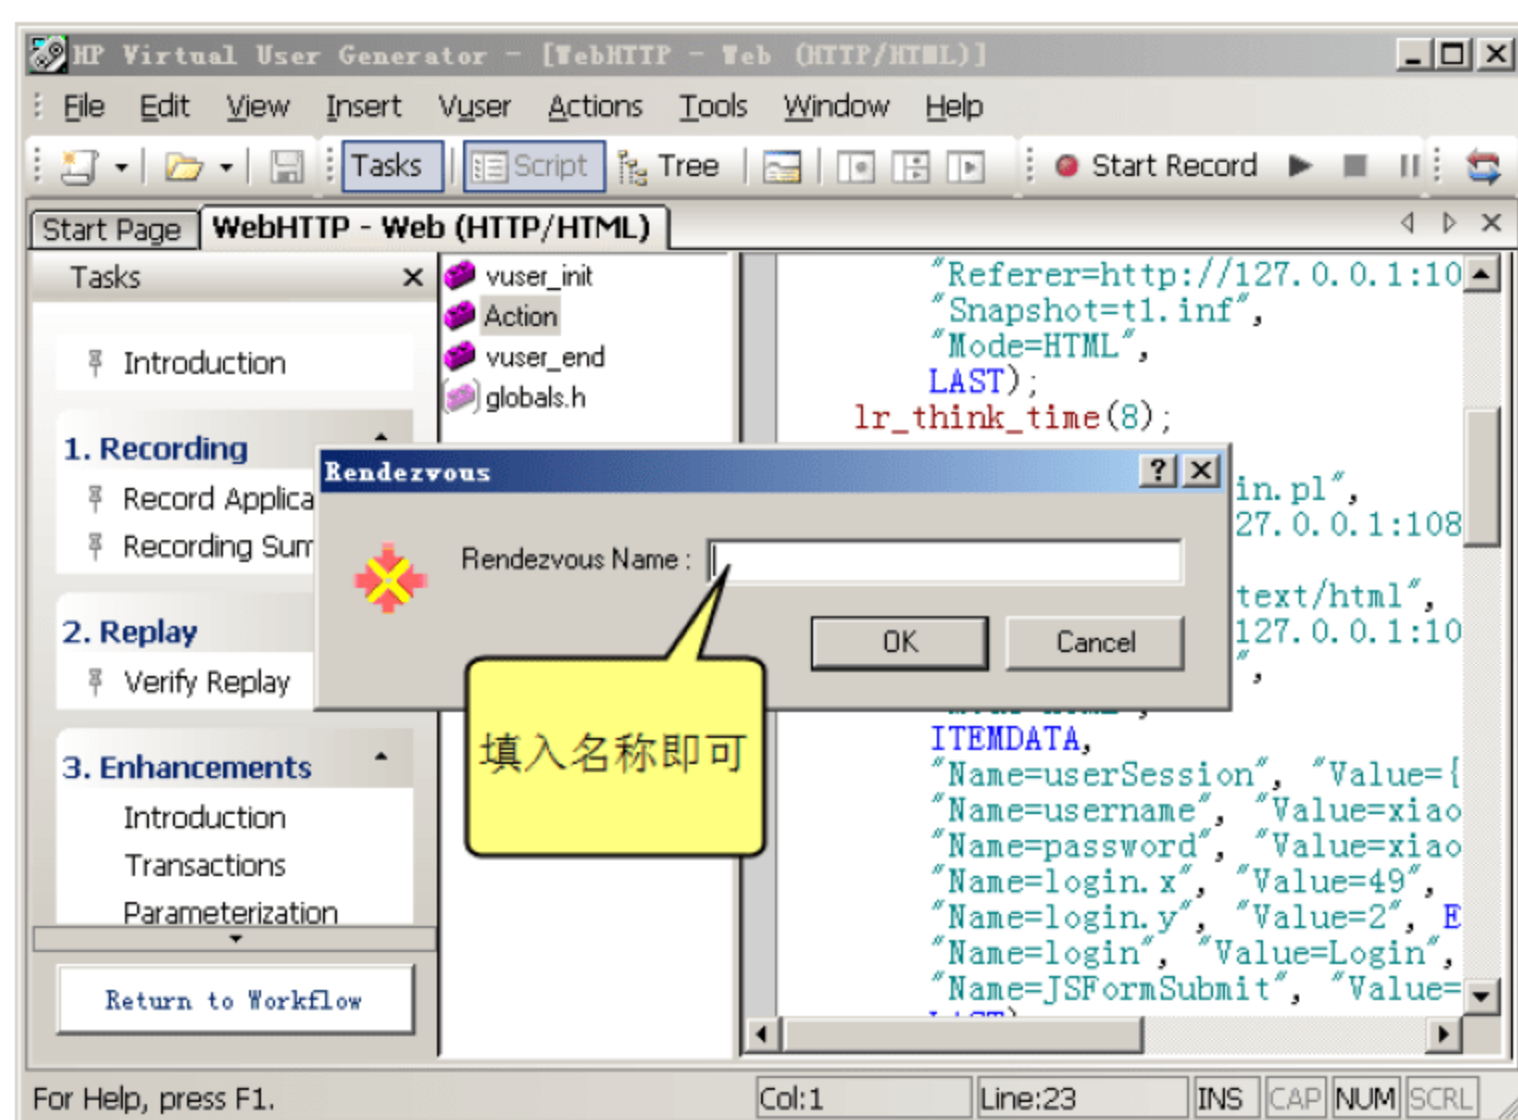 HP Virtual User Generator - [WebHTTP - Web (HTTP/HTML)]
File Edit View Insert Vuser Actions Tools Window Help
Tasks Script Tree Start Record
Start Page WebHTTP - Web (HTTP/HTML)
Tasks
Introduction
1. Recording
Record Applica
Recording Sum
2. Replay
Verify Replay
3. Enhancements
Introduction
Transactions
Parameterization
Return to Workflow
vuser_init
Action
vuser_end
globals.h
"Referer=http://127.0.0.1:10
"Snapshot=t1.inf",
"Mode=HTML",
LAST);
lr_think_time(8);
in.pl",
27.0.0.1:108
text/html",
127.0.0.1:10
",
ITEMDATA,
"Name=userSession", "Value={
"Name=username", "Value=xiao
"Name=password", "Value=xiao
"Name=login.x", "Value=49",
"Name=login.y", "Value=2", E
"Name=login", "Value=Login",
"Name=JSFormSubmit", "Value=
Rendezvous
Rendezvous Name :
OK Cancel
填入名称即可
For Help, press F1. Col:1 Line:23 INS CAP NUM SCRL